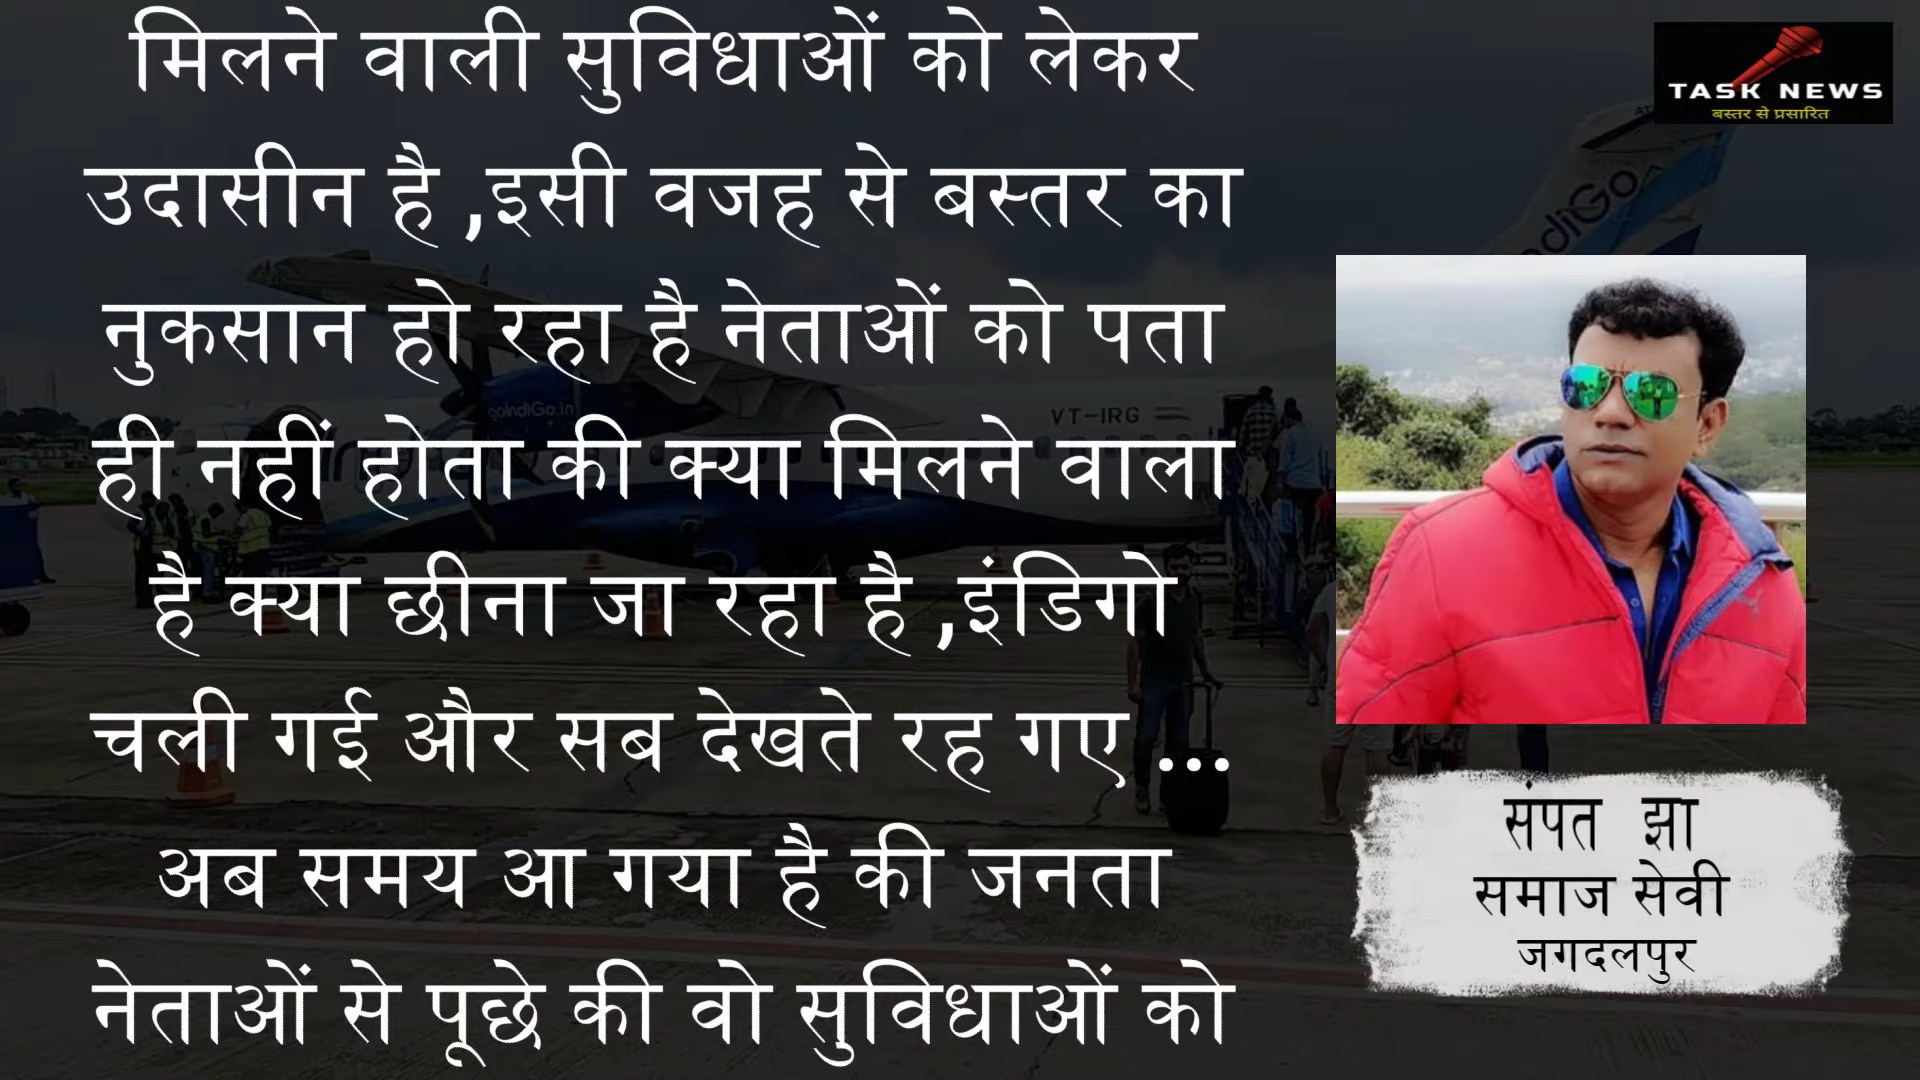 मिलने वाली सुविधाओं को लेकर
उदासीन है ,इसी वजह से बस्तर का
नुकसान हो रहा है नेताओं को पता
ही नहीं होता की क्या मिलने वाला
है क्या छीना जा रहा है ,इंडिगो
चली गई और सब देखते रह गए ...
अब समय आ गया है की जनता
नेताओं से पूछे की वो सुविधाओं को
TASK NEWS
बस्तर से प्रसारित
IndiGo
goIndiGo.in
VT-IRG
संपत झा
समाज सेवी
जगदलपुर